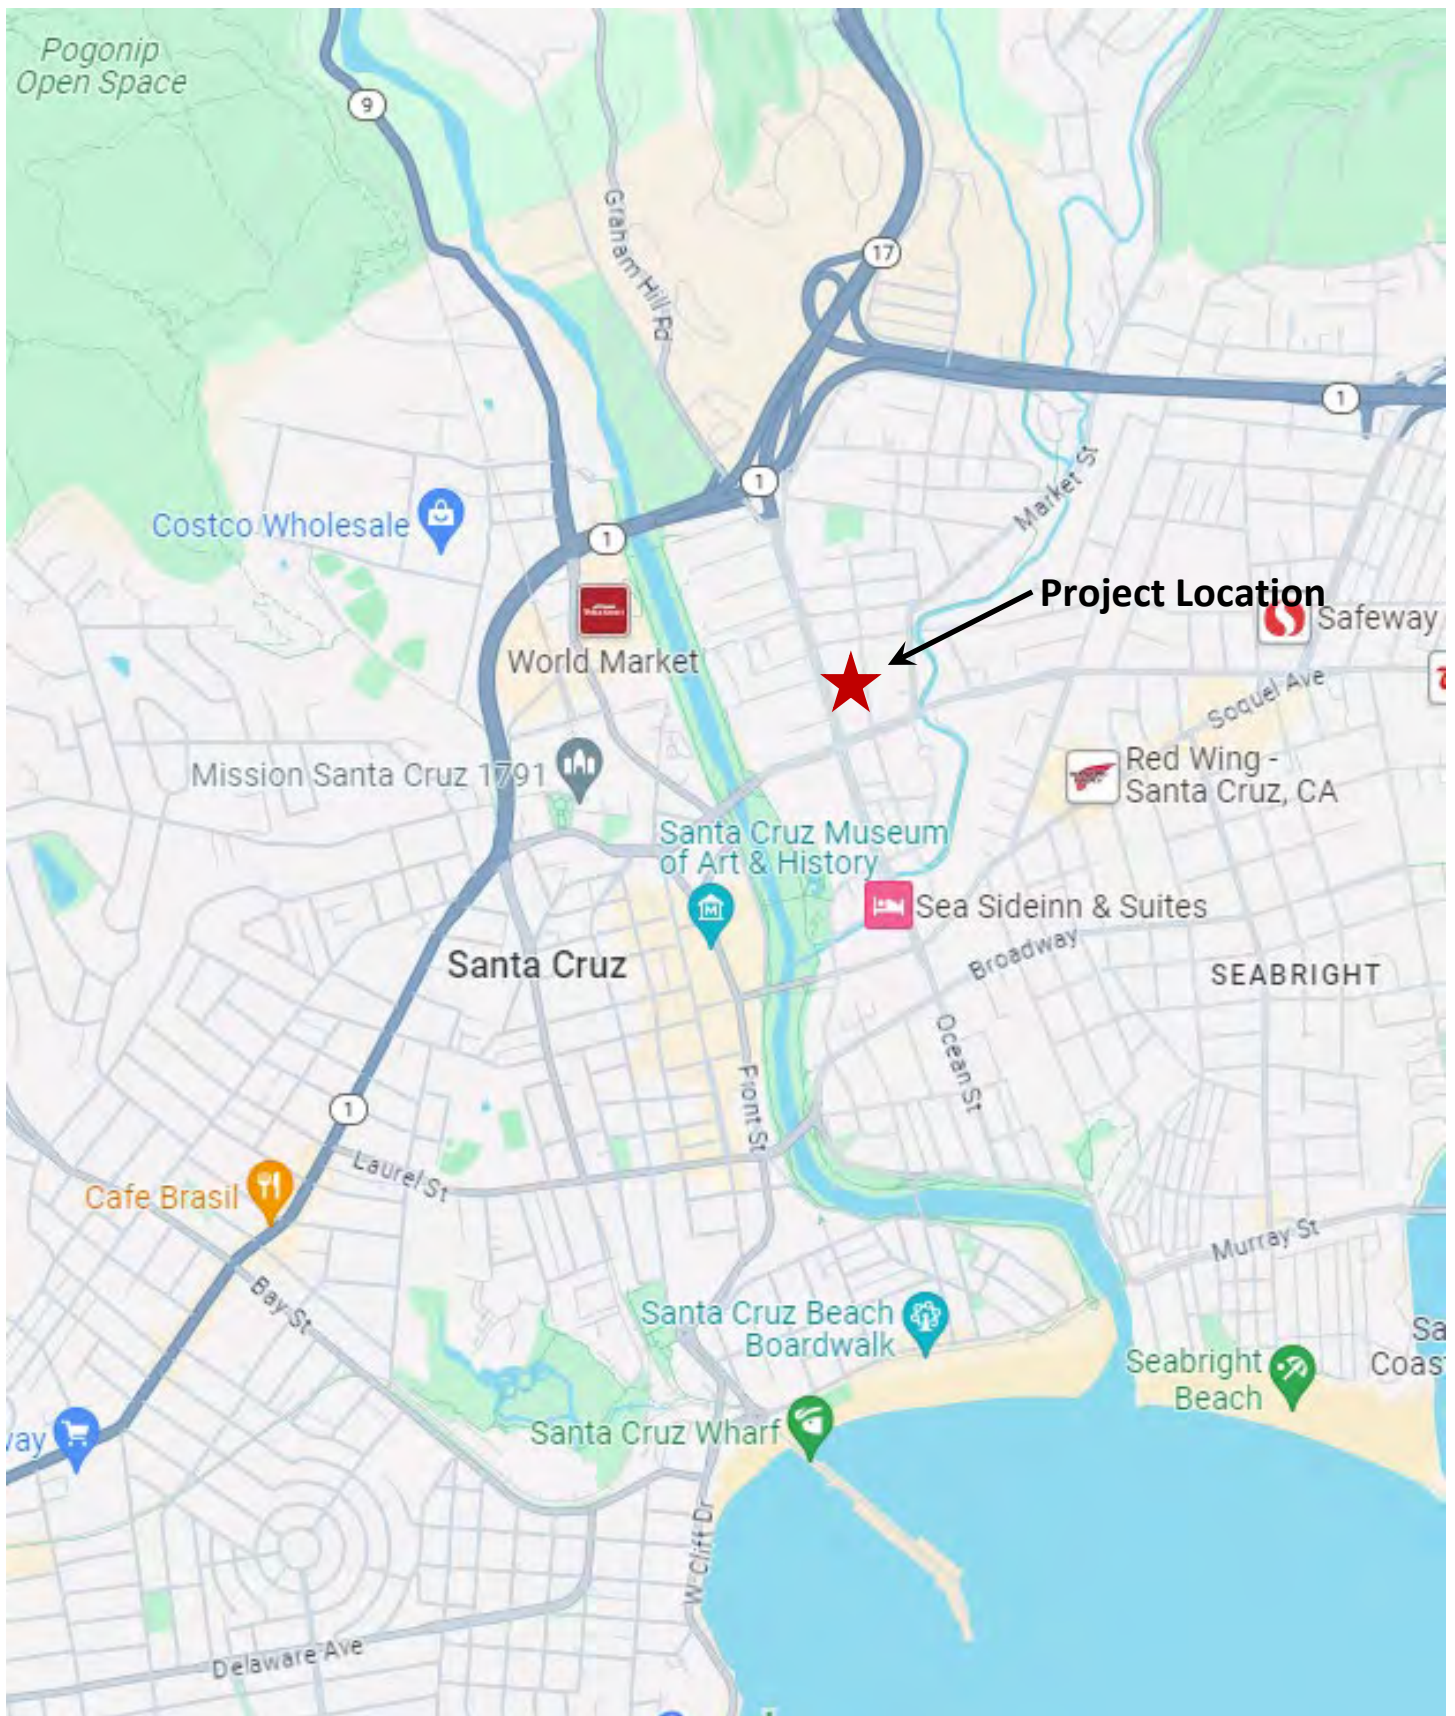 Pogonip
Open Space
9
Graham Hill Rd
17
1
Market St
1
Costco Wholesale
1
Project Location
Safeway
World Market
Soquel Ave
Mission Santa Cruz 1791
Red Wing -
Santa Cruz, CA
Santa Cruz Museum
of Art & History
Sea Sideinn & Suites
Broadway
Santa Cruz
SEABRIGHT
Ocean St
Front St
1
Laurel St
Cafe Brasil
Murray St
Bay St
Santa Cruz Beach
Boardwalk
Sa
Coast
Seabright
Beach
Santa Cruz Wharf
way
W Cliff Dr
Delaware Ave